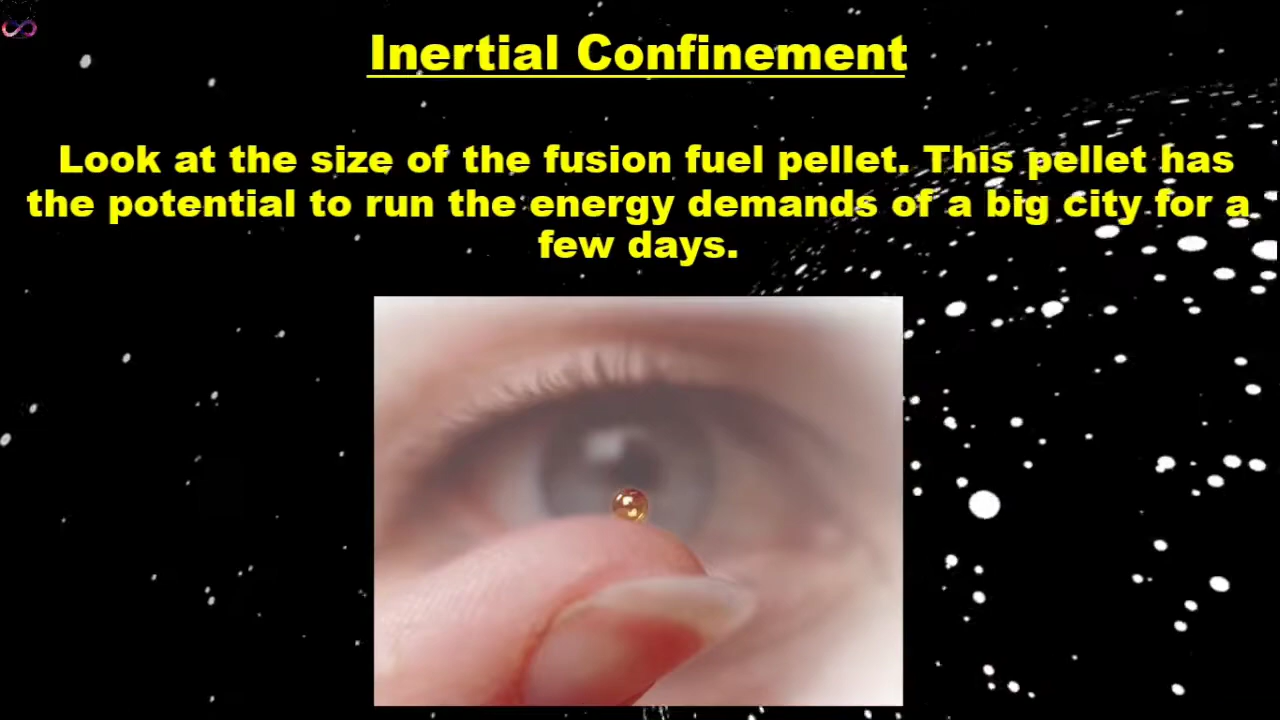 Inertial Confinement
Look at the size of the fusion fuel pellet. This pellet has
the potential to run the energy demands of a big city for a
few days.